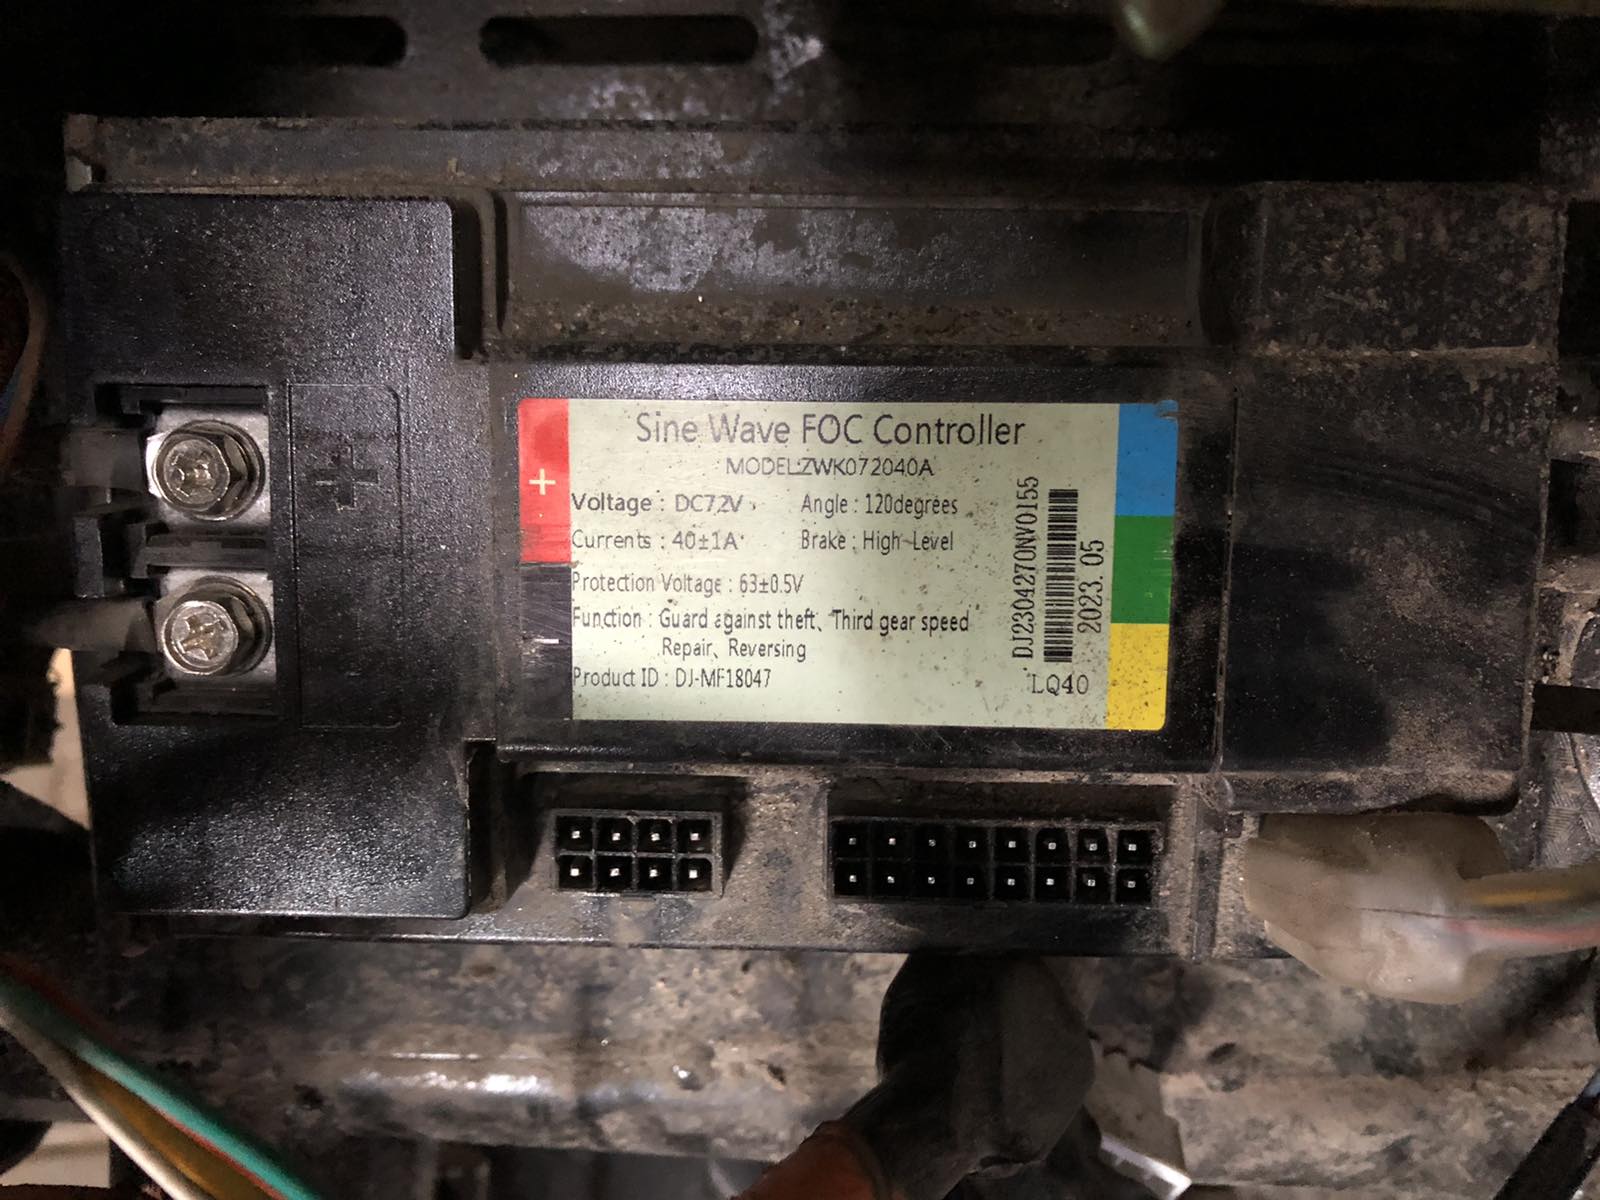 Sine Wave FOC Controller
MODEL:ZWK072040A
+
+
Voltage : DC72V
Angle : 120degrees
Currents : 40±1A
Brake : High Level
Protection Voltage : 63±0.5V
Function : Guard against theft、Third gear speed
Repair、Reversing
Product ID : DJ-MF18047
−
DJ2304270NV0155
2023.05
LQ40